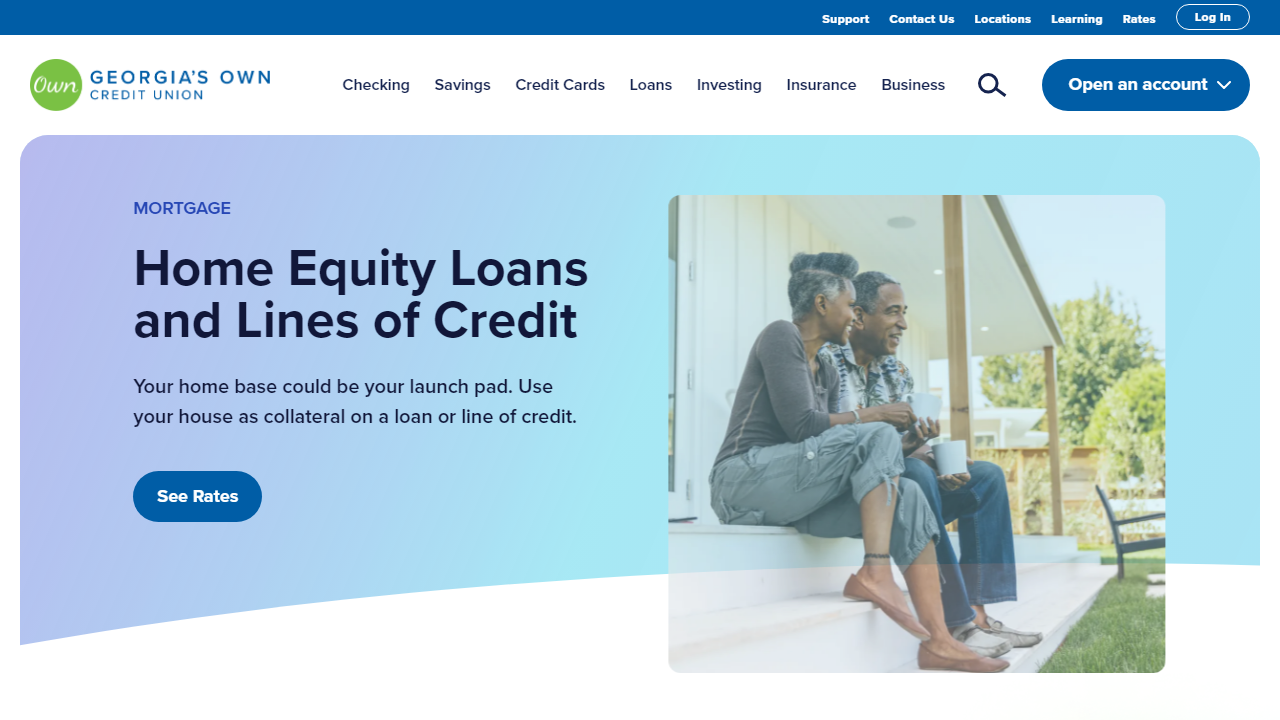 Support Contact Us Locations Learning Rates Log In
Own GEORGIA'S OWN
CREDIT UNION
Checking Savings Credit Cards Loans Investing Insurance Business Open an account
MORTGAGE
Home Equity Loans
and Lines of Credit
Your home base could be your launch pad. Use
your house as collateral on a loan or line of credit.
See Rates